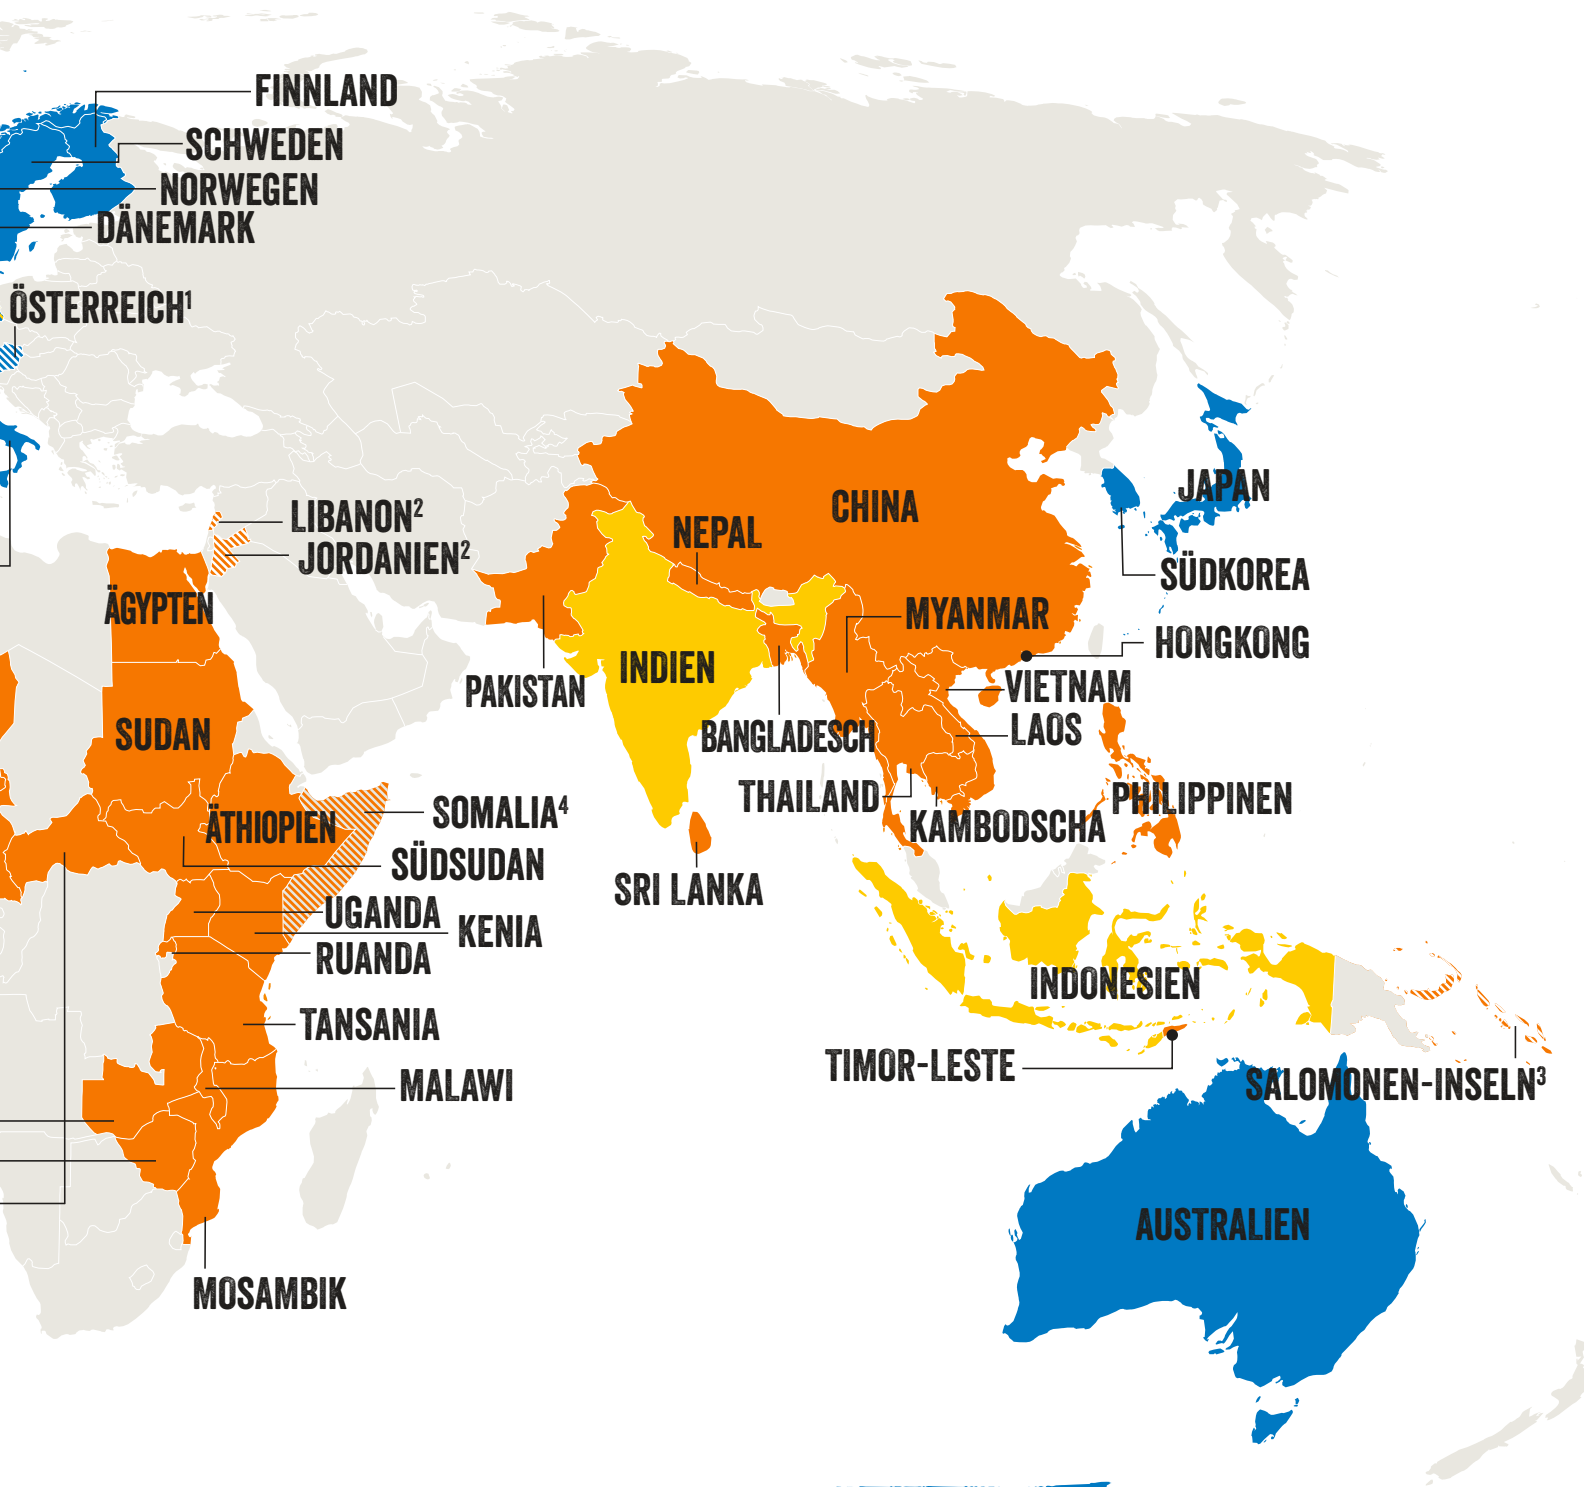 FINNLAND
SCHWEDEN
NORWEGEN
DÄNEMARK
ÖSTERREICH¹
JAPAN
CHINA
LIBANON²
NEPAL
JORDANIEN²
SÜDKOREA
ÄGYPTEN
MYANMAR
HONGKONG
INDIEN
PAKISTAN
VIETNAM
LAOS
SUDAN
BANGLADESCH
THAILAND
PHILIPPINEN
SOMALIA⁴
ÄTHIOPIEN
KAMBODSCHA
SÜDSUDAN
SRI LANKA
UGANDA
KENIA
RUANDA
INDONESIEN
TANSANIA
TIMOR-LESTE
MALAWI
SALOMONEN-INSELN³
AUSTRALIEN
MOSAMBIK